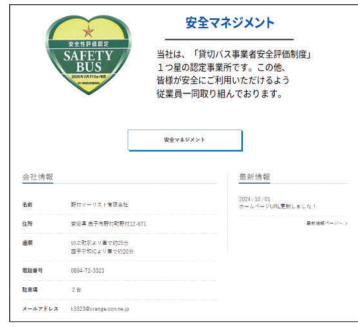 安全マネジメント
安全性評価認定
SAFETY
BUS
当社は、「貸切バス事業者安全評価制度」
1つ星の認定事業所です。この他、
皆様が安全にご利用いただけるよう
従業員一同取り組んでおります。
安全マネジメント
会社情報
名前 野村ツーリスト有限会社
住所 愛媛県 西予市野村町野村12-671
道順
電話番号 0894-72-3323
駐車場 2台
メールアドレス
最新情報
2024.10/01
ホームページURL更新しました！
最新情報ページへ